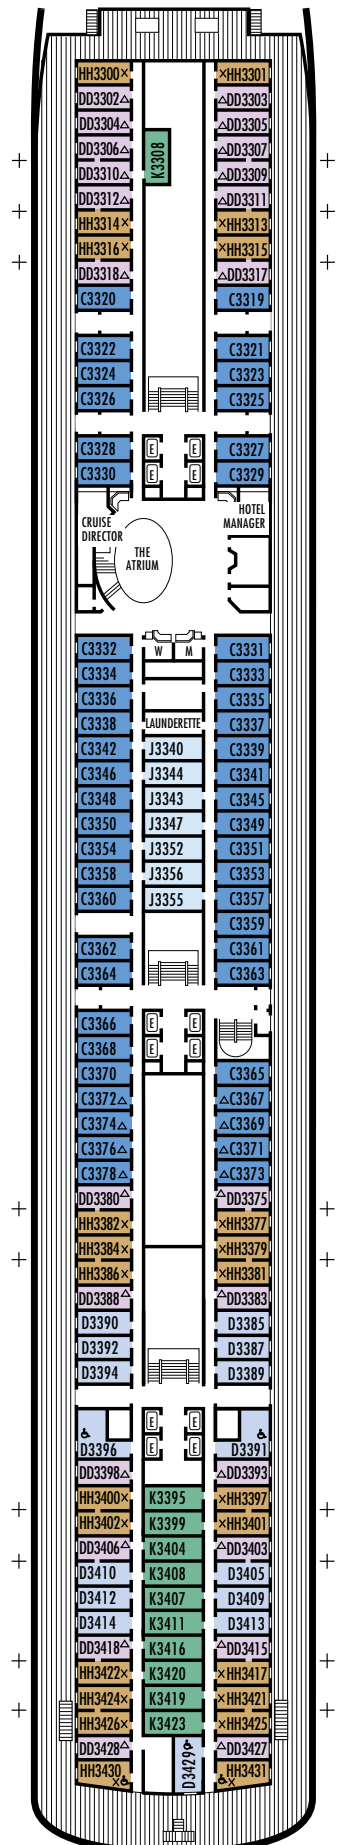 HH3300× ×HH3301
DD3302△ △DD3303
DD3304△ △DD3305
DD3306△ K3308 △DD3307
DD3310△ △DD3309
DD3312△ △DD3311
HH3314× ×HH3313
HH3316× ×HH3315
DD3318△ △DD3317
C3320 C3319
C3322 C3321
C3324 C3323
C3326 C3325
C3328 E E C3327
C3330 E E C3329
CRUISE DIRECTOR
HOTEL MANAGER
THE ATRIUM
C3332 W M C3331
C3334 C3333
C3336 C3335
C3338 LAUNDERETTE C3337
C3342 J3340 C3339
C3346 J3344 C3341
C3348 J3343 C3345
C3350 J3347 C3349
C3354 J3352 C3351
C3358 J3356 C3353
C3360 J3355 C3357
C3359
C3362 C3361
C3364 C3363
C3366 E E
C3368 E E
C3370 C3365
C3372△ △C3367
C3374△ △C3369
C3376△ △C3371
C3378△ △C3373
DD3380△ △DD3375
HH3382× ×HH3377
HH3384× ×HH3379
HH3386× ×HH3381
DD3388△ △DD3383
D3390 D3385
D3392 D3387
D3394 D3389
E E
D3396 E E D3391
DD3398△ △DD3393
HH3400× K3395 ×HH3397
HH3402× K3399 ×HH3401
DD3406△ K3404 △DD3403
D3410 K3408 D3405
D3412 K3407 D3409
D3414 K3411 D3413
DD3418△ K3416 △DD3415
HH3422× K3420 ×HH3417
HH3424× K3419 ×HH3421
HH3426× K3423 ×HH3425
DD3428△ D3429 △DD3427
HH3430× ×HH3431